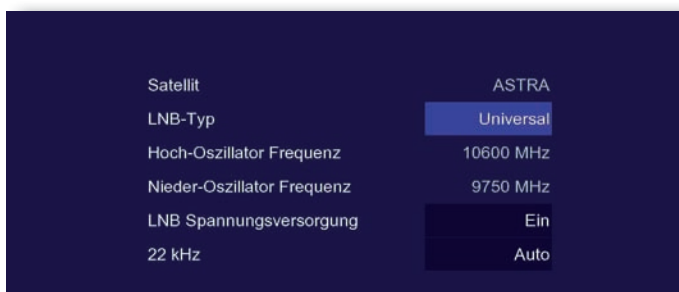 Satellit ASTRA
LNB-Typ Universal
Hoch-Oszillator Frequenz 10600 MHz
Nieder-Oszillator Frequenz 9750 MHz
LNB Spannungsversorgung Ein
22 kHz Auto